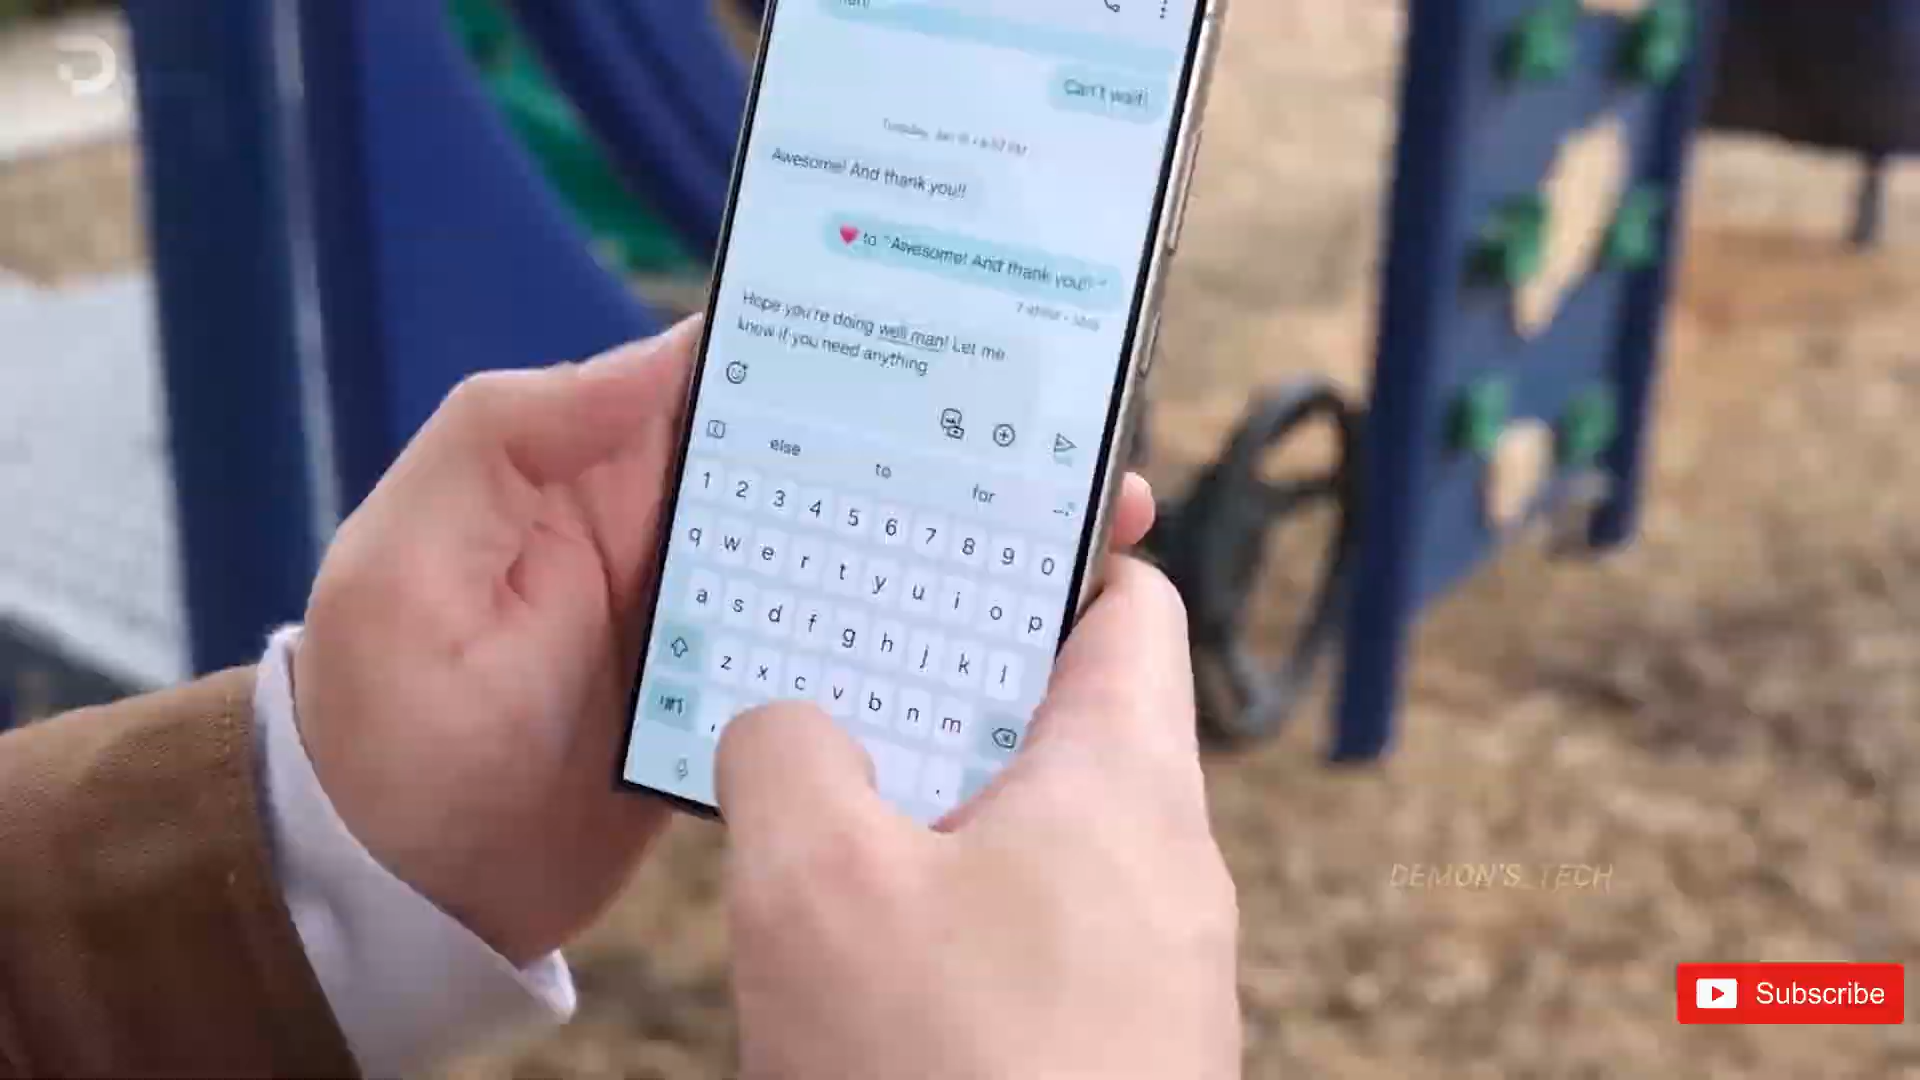 Can't wait!
Awesome! And thank you!!
❤️ to "Awesome! And thank you!! "
Hope you're doing well man! Let me
know if you need anything
else to for
1 2 3 4 5 6 7 8 9 0
q w e r t y u i o p
a s d f g h j k l
z x c v b n m
!#1 , .
DEMON'S_TECH
Subscribe